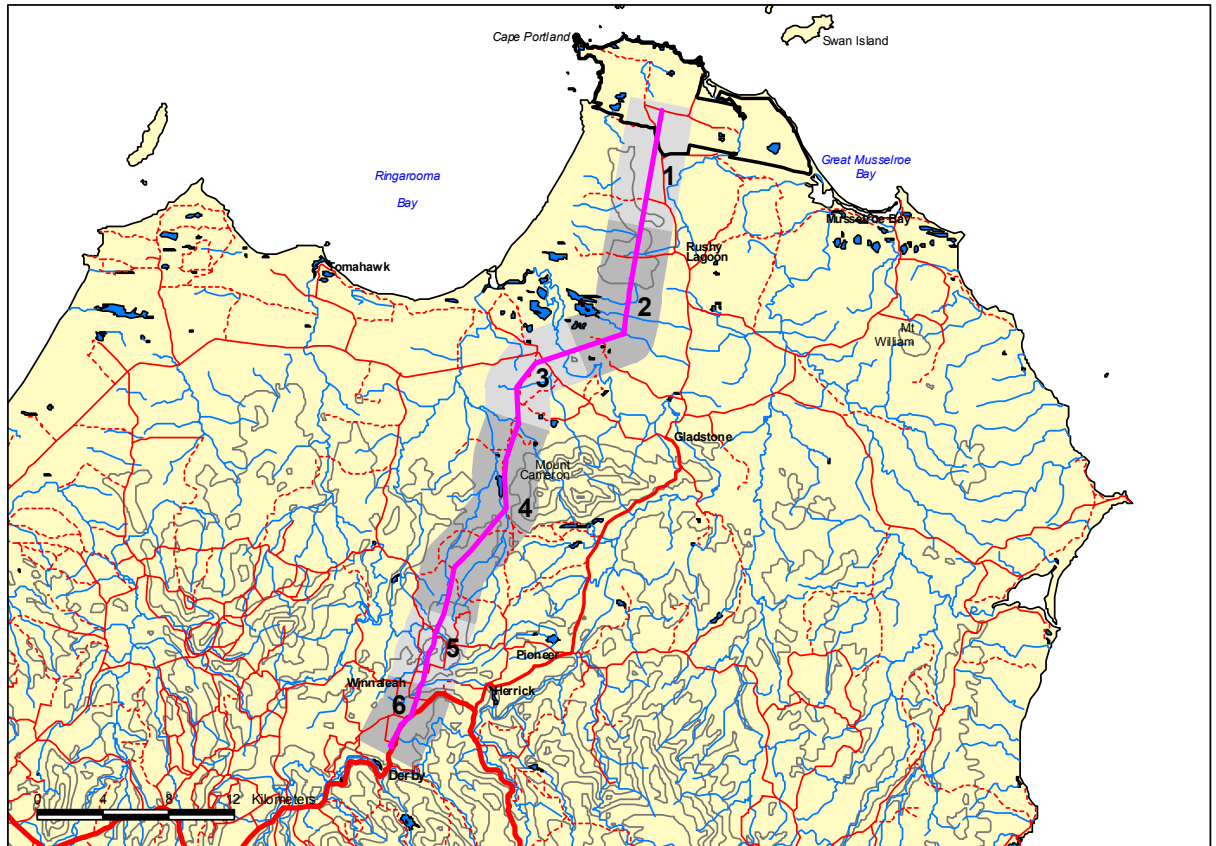 Cape Portland
Swan Island
Great Musselroe
Bay
Ringarooma
Bay
1
Musselroe Bay
Rushy
Lagoon
Tomahawk
2
Mt
William
3
Gladstone
Mount
Cameron
4
5
Pioneer
Winnaleah
Herrick
6
Derby
0 4 8 12 Kilometers